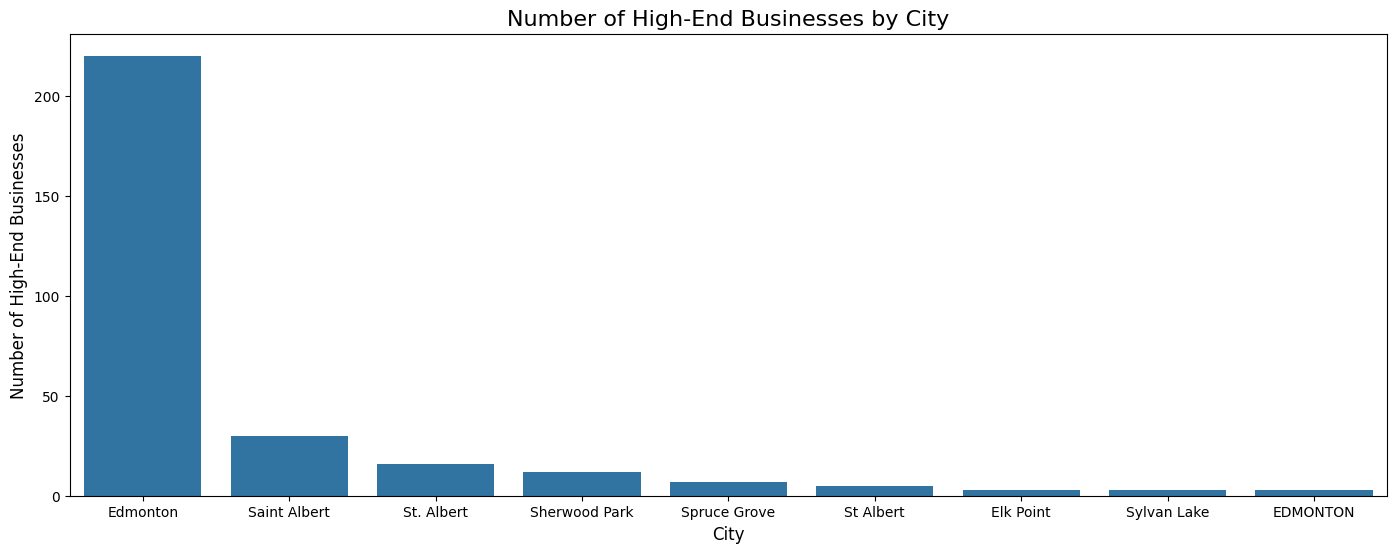 Number of High-End Businesses by City
Number of High-End Businesses
200
150
100
50
0
Edmonton
Saint Albert
St. Albert
Sherwood Park
Spruce Grove
St Albert
Elk Point
Sylvan Lake
EDMONTON
City